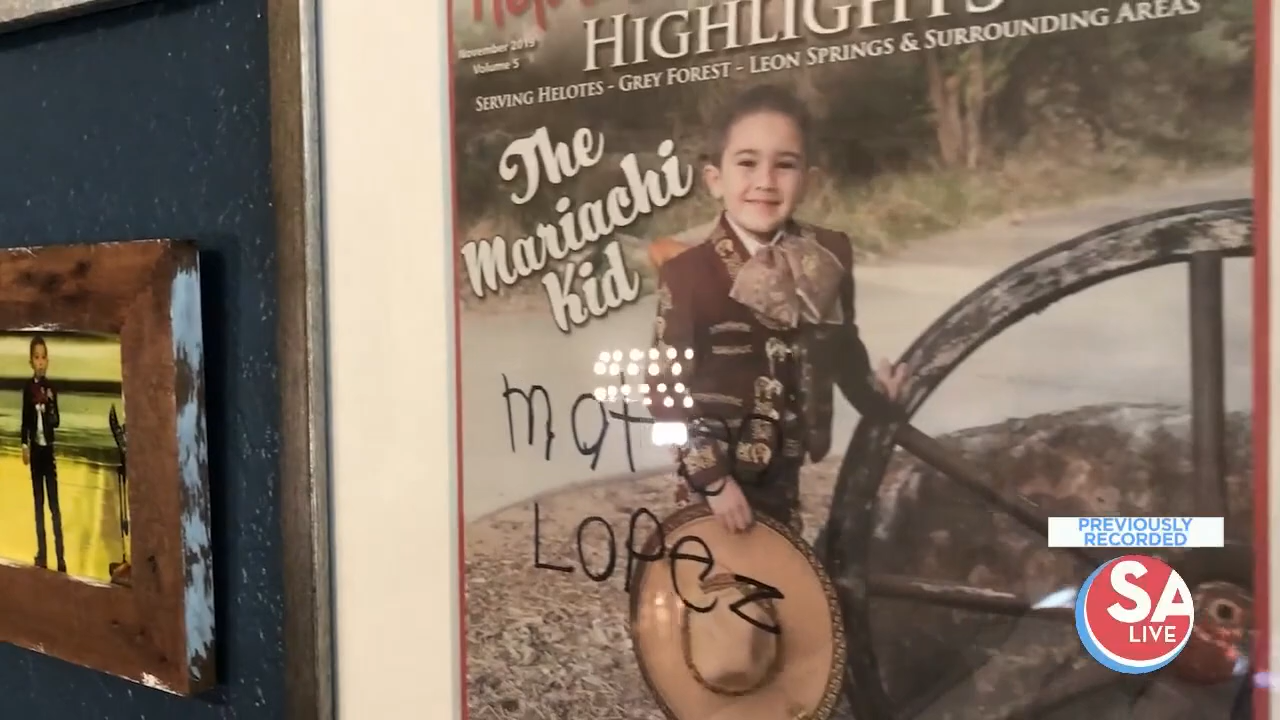 HIGHLIGHTS
November 2019
Volume 5
SERVING HELOTES - GREY FOREST - LEON SPRINGS & SURROUNDING AREAS
The
Mariachi
Kid
LOPEZ
PREVIOUSLY
RECORDED
SA
LIVE